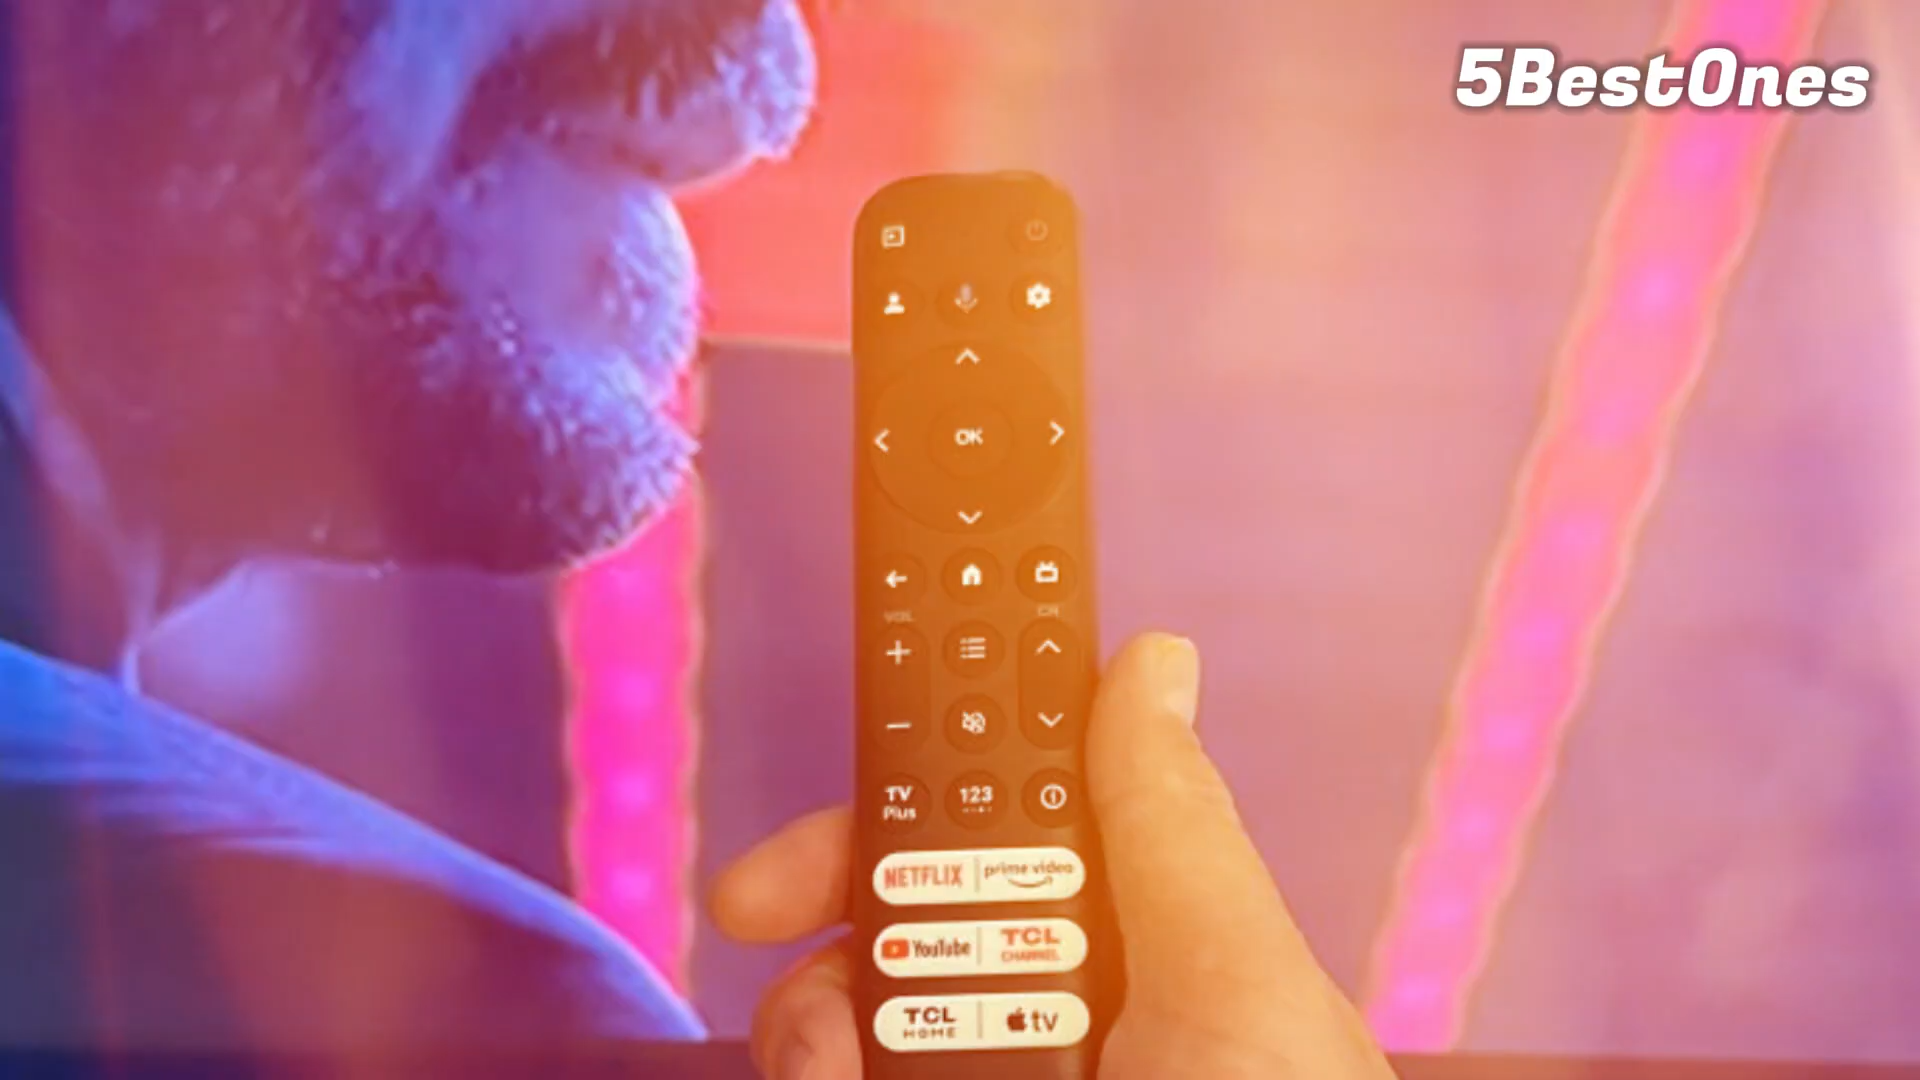 5BestOnes
OK
VOL
CH
TV
Plus
123
NETFLIX prime video
YouTube TCL
CHANNEL
TCL
HOME
tv